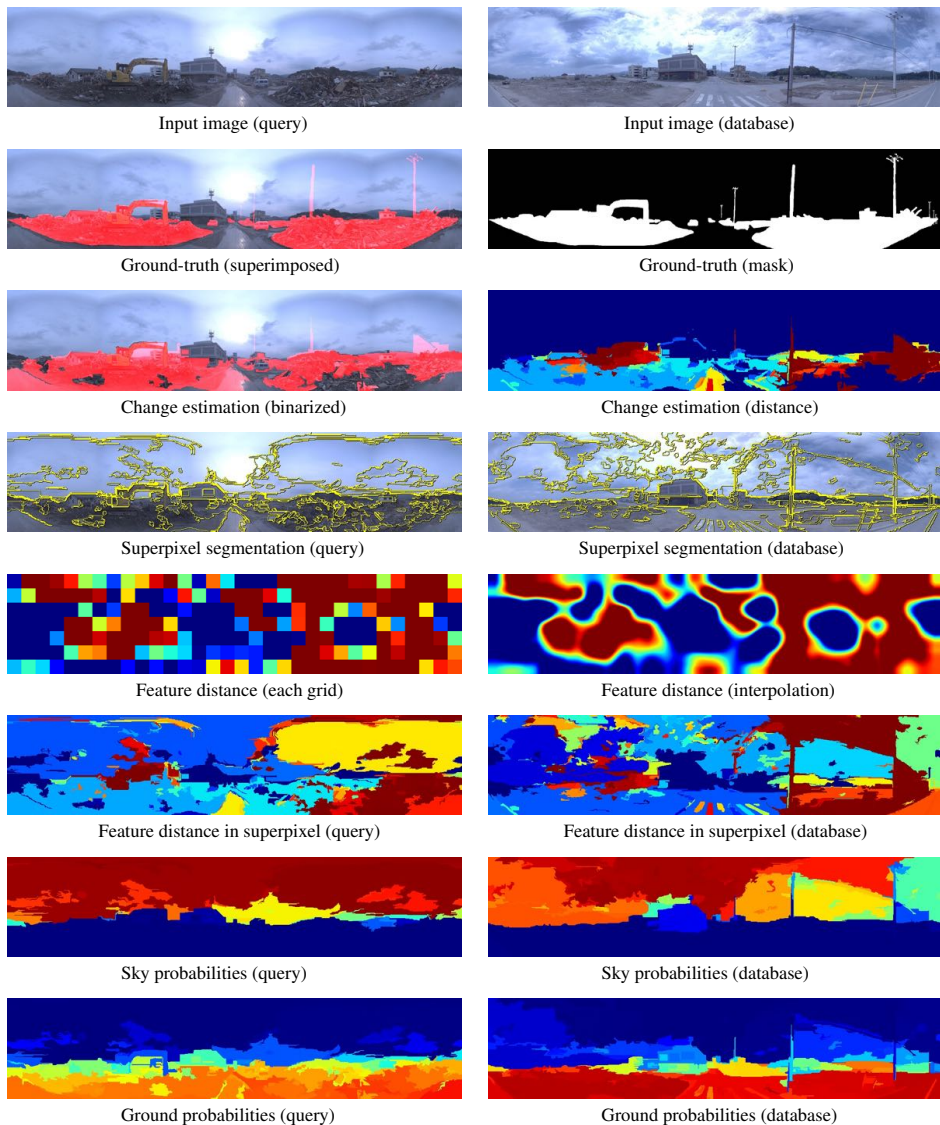 Input image (query)
Input image (database)
Ground-truth (superimposed)
Ground-truth (mask)
Change estimation (binarized)
Change estimation (distance)
Superpixel segmentation (query)
Superpixel segmentation (database)
Feature distance (each grid)
Feature distance (interpolation)
Feature distance in superpixel (query)
Feature distance in superpixel (database)
Sky probabilities (query)
Sky probabilities (database)
Ground probabilities (query)
Ground probabilities (database)